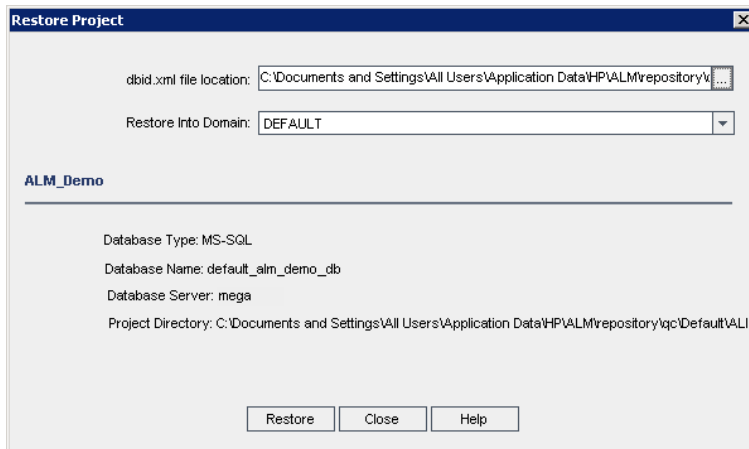 Restore Project
dbid.xml file location: C:\Documents and Settings\All Users\Application Data\HP\ALM\repository\ ...
Restore Into Domain: DEFAULT
ALM_Demo
Database Type: MS-SQL
Database Name: default_alm_demo_db
Database Server: mega
Project Directory: C:\Documents and Settings\All Users\Application Data\HP\ALM\repository\qc\Default\
Restore Close Help